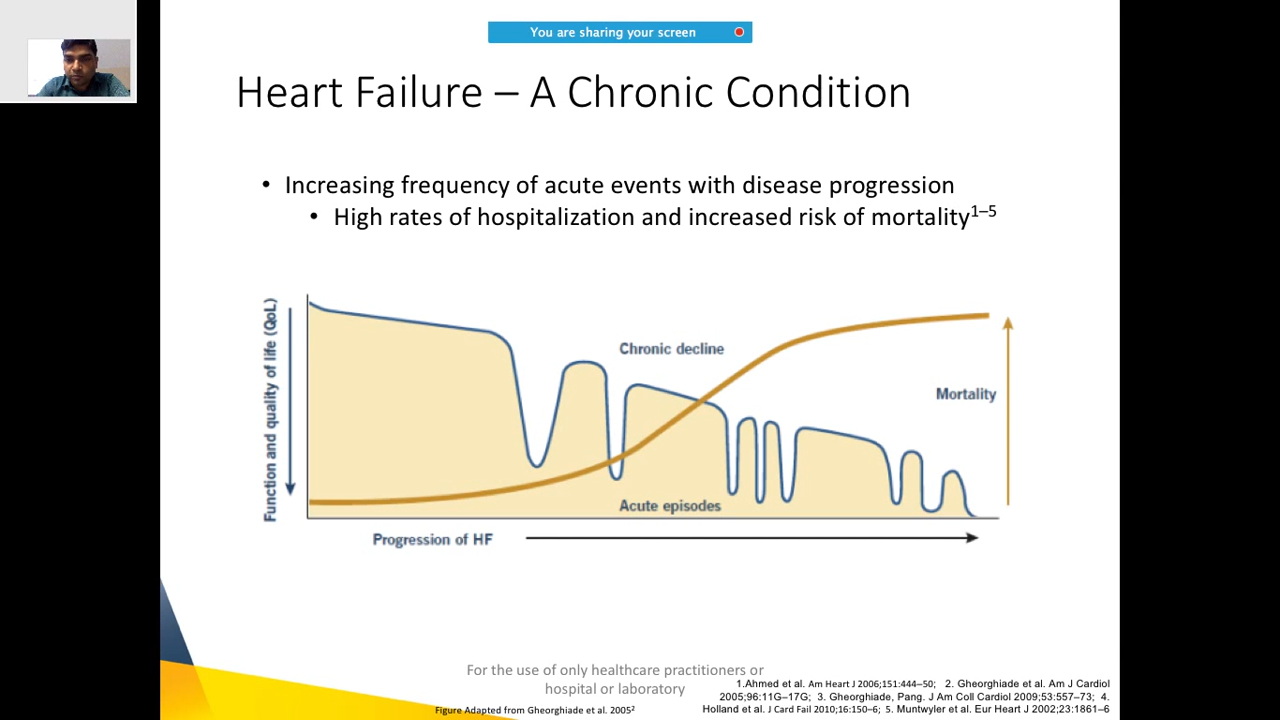 You are sharing your screen
Heart Failure – A Chronic Condition
• Increasing frequency of acute events with disease progression
• High rates of hospitalization and increased risk of mortality1–5
Function and quality of life (QoL)
Chronic decline
Mortality
Acute episodes
Progression of HF
For the use of only healthcare practitioners or
hospital or laboratory
Figure Adapted from Gheorghiade et al. 2005²
1.Ahmed et al. Am Heart J 2006;151:444–50; 2. Gheorghiade et al. Am J Cardiol
2005;96:11G–17G; 3. Gheorghiade, Pang. J Am Coll Cardiol 2009;53:557–73; 4.
Holland et al. J Card Fail 2010;16:150–6; 5. Muntwyler et al. Eur Heart J 2002;23:1861–6